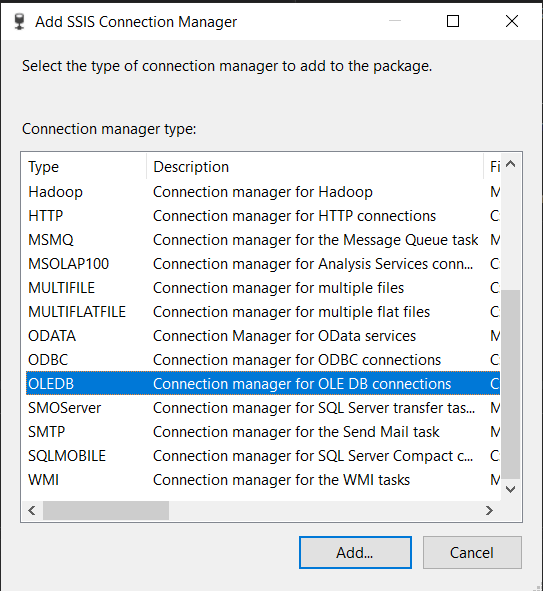 Add SSIS Connection Manager
Select the type of connection manager to add to the package.
Connection manager type:
Type Description Fi
Hadoop Connection manager for Hadoop M
HTTP Connection manager for HTTP connections C
MSMQ Connection manager for the Message Queue task M
MSOLAP100 Connection manager for Analysis Services conn... C
MULTIFILE Connection manager for multiple files C
MULTIFLATFILE Connection manager for multiple flat files C
ODATA Connection Manager for OData services M
ODBC Connection manager for ODBC connections C
OLEDB Connection manager for OLE DB connections C
SMOServer Connection manager for SQL Server transfer tas... M
SMTP Connection manager for the Send Mail task M
SQLMOBILE Connection manager for SQL Server Compact c... C
WMI Connection manager for the WMI tasks M
Add... Cancel